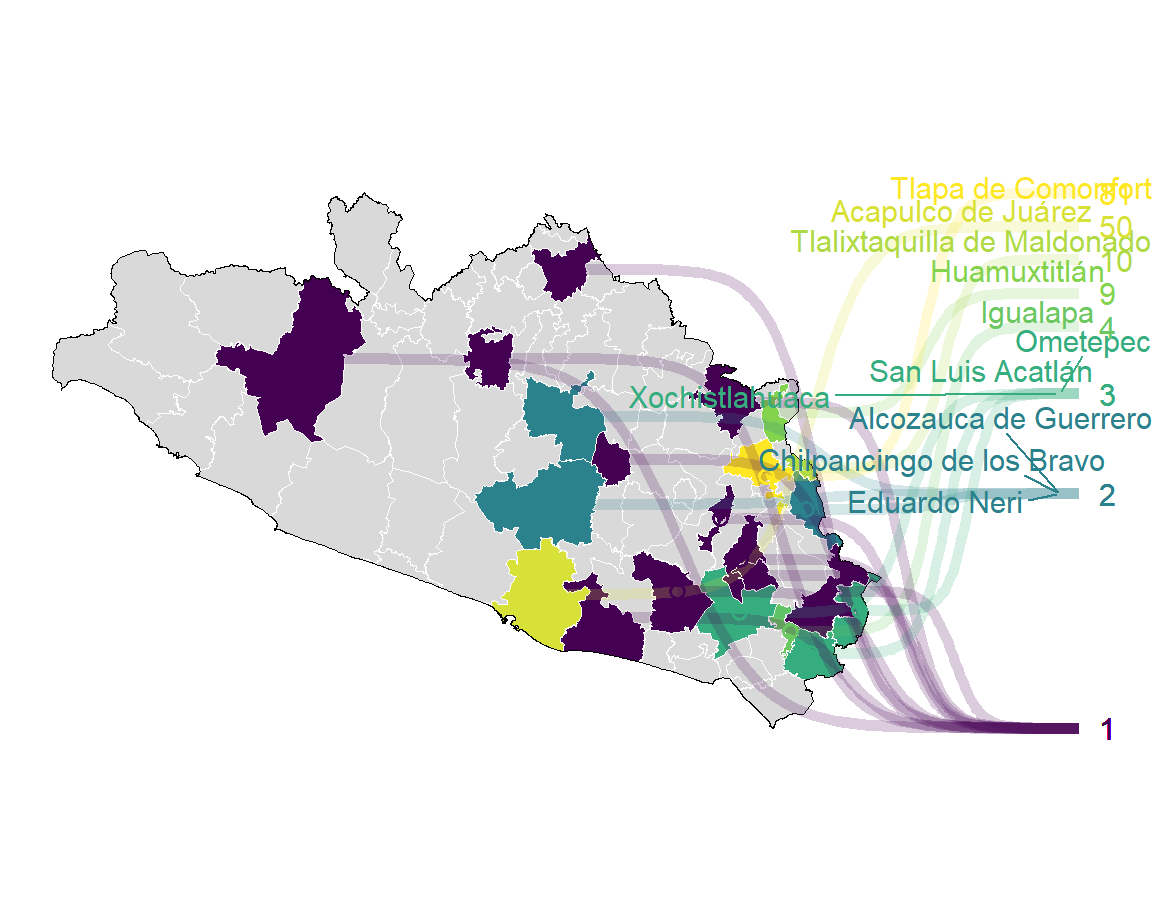 Tlapa de Comonfort
81
Acapulco de Juárez
50
Tlalixtaquilla de Maldonado
10
Huamuxtitlán
9
Igualapa
4
Ometepec
San Luis Acatlán
Xochistlahuaca
3
Alcozauca de Guerrero
Chilpancingo de los Bravo
2
Eduardo Neri
1